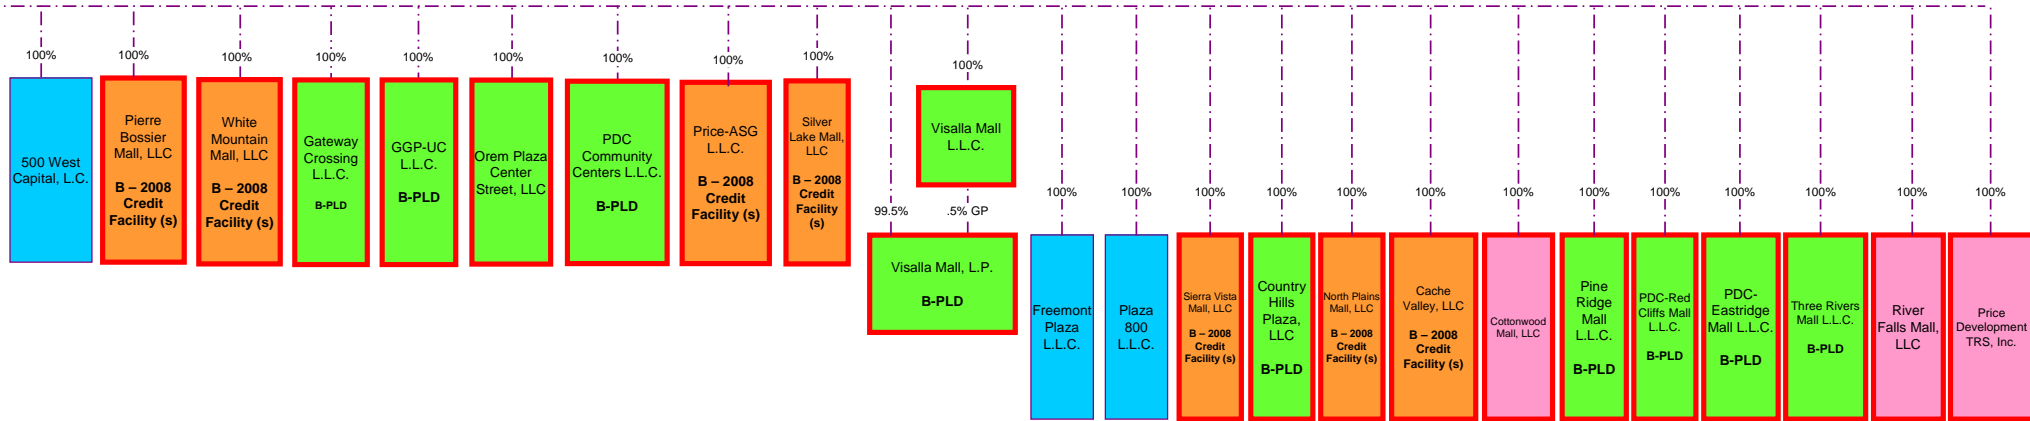 100%
100%
100%
100%
100%
100%
100%
100%
100%
500 West
Capital, L.C.
Pierre
Bossier
Mall, LLC
B – 2008
Credit
Facility (s)
White
Mountain
Mall, LLC
B – 2008
Credit
Facility (s)
Gateway
Crossing
L.L.C.
B-PLD
GGP-UC
L.L.C.
B-PLD
Orem Plaza
Center
Street, LLC
PDC
Community
Centers L.L.C.
B-PLD
Price-ASG
L.L.C.
B – 2008
Credit
Facility (s)
Silver
Lake Mall,
LLC
B – 2008
Credit
Facility
(s)
100%
Visalla Mall
L.L.C.
99.5%
.5% GP
Visalla Mall, L.P.
B-PLD
100%
100%
100%
100%
100%
100%
100%
100%
100%
100%
100%
100%
100%
Freemont
Plaza
L.L.C.
Plaza
800
L.L.C.
Sierra Vista
Mall, LLC
B – 2008
Credit
Facility (s)
Country
Hills
Plaza,
LLC
B-PLD
North Plains
Mall, LLC
B – 2008
Credit
Facility (s)
Cache
Valley, LLC
B – 2008
Credit
Facility (s)
Cottonwood
Mall, LLC
Pine
Ridge
Mall
L.L.C.
B-PLD
PDC-Red
Cliffs Mall
L.L.C.
B-PLD
PDC-
Eastridge
Mall L.L.C.
B-PLD
Three Rivers
Mall L.L.C.
B-PLD
River
Falls Mall,
LLC
Price
Development
TRS, Inc.